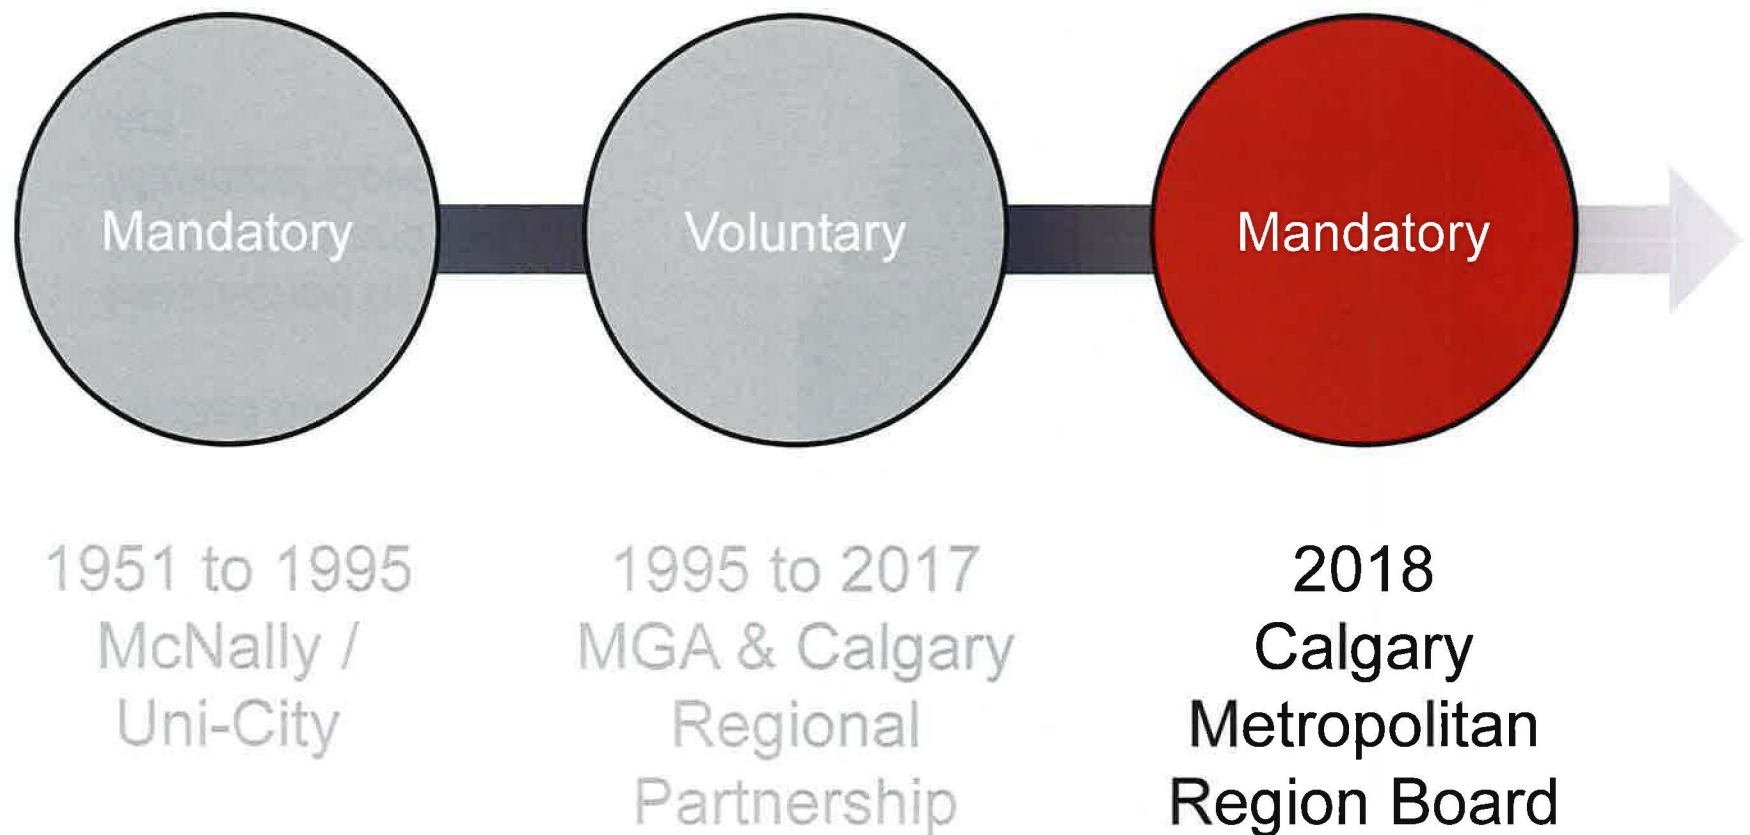 Mandatory
Voluntary
Mandatory
1951 to 1995
McNally /
Uni-City
1995 to 2017
MGA & Calgary
Regional
Partnership
2018
Calgary
Metropolitan
Region Board